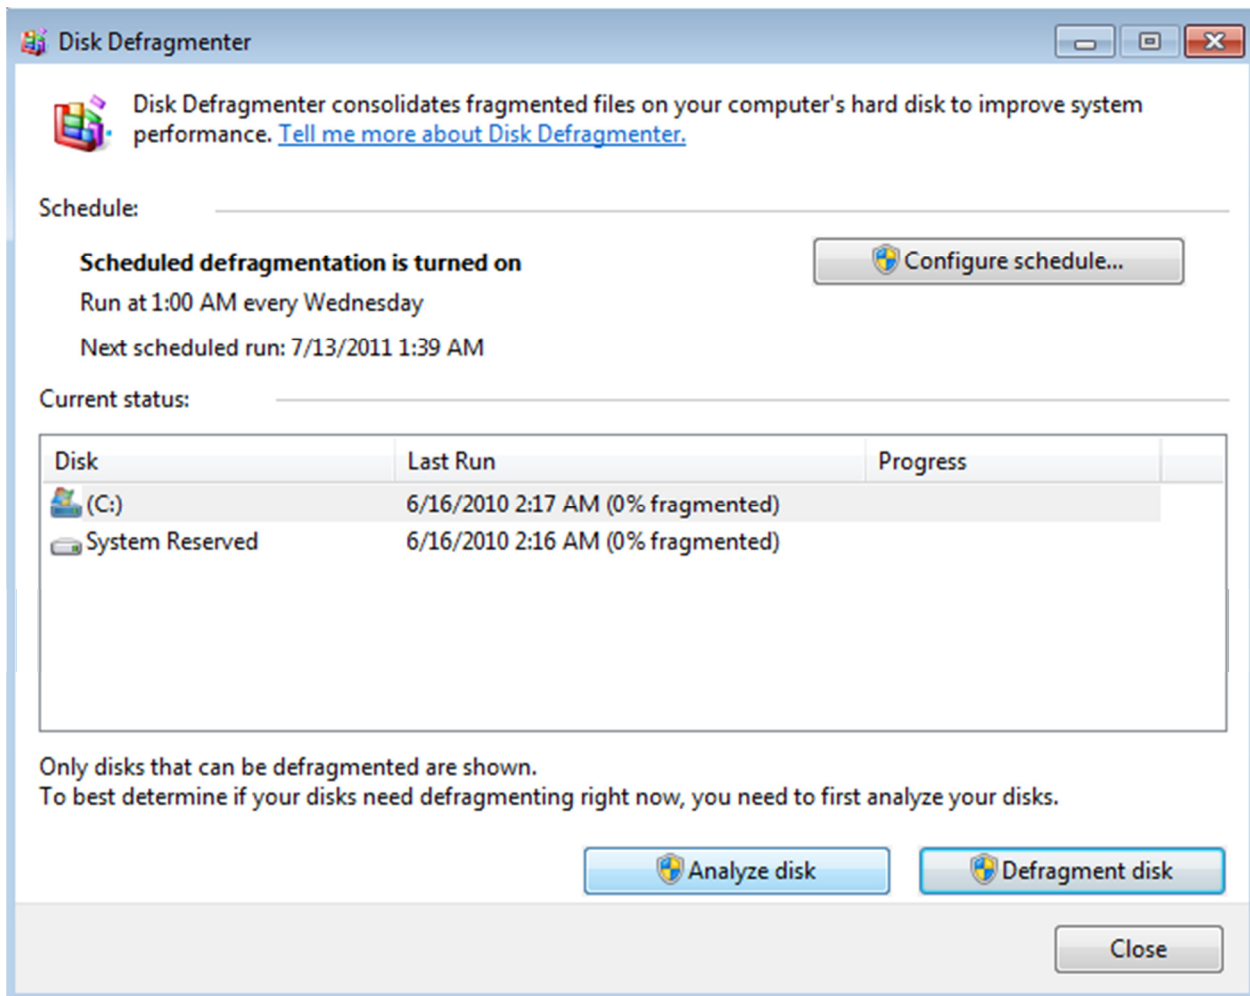 Disk Defragmenter
Disk Defragmenter consolidates fragmented files on your computer's hard disk to improve system
performance. Tell me more about Disk Defragmenter.
Schedule:
Scheduled defragmentation is turned on
Configure schedule...
Run at 1:00 AM every Wednesday
Next scheduled run: 7/13/2011 1:39 AM
Current status:
Disk Last Run Progress
(C:) 6/16/2010 2:17 AM (0% fragmented)
System Reserved 6/16/2010 2:16 AM (0% fragmented)
Only disks that can be defragmented are shown.
To best determine if your disks need defragmenting right now, you need to first analyze your disks.
Analyze disk Defragment disk
Close